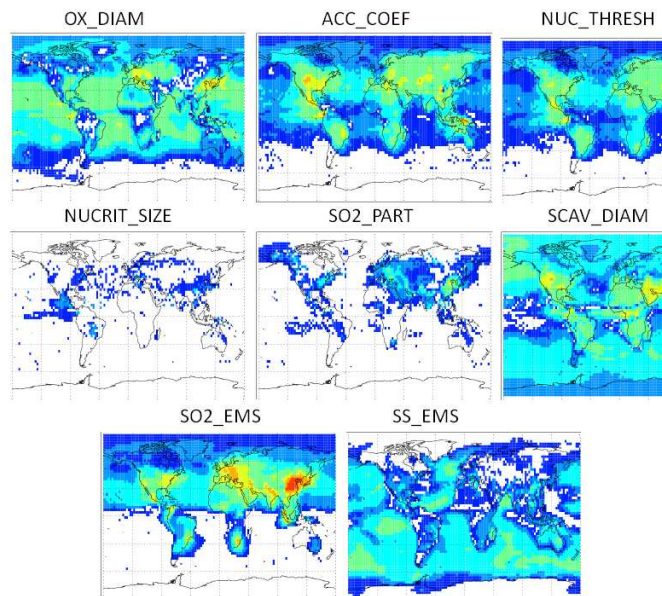 OX_DIAM
ACC_COEF
NUC_THRESH
NUCRIT_SIZE
SO2_PART
SCAV_DIAM
SO2_EMS
SS_EMS